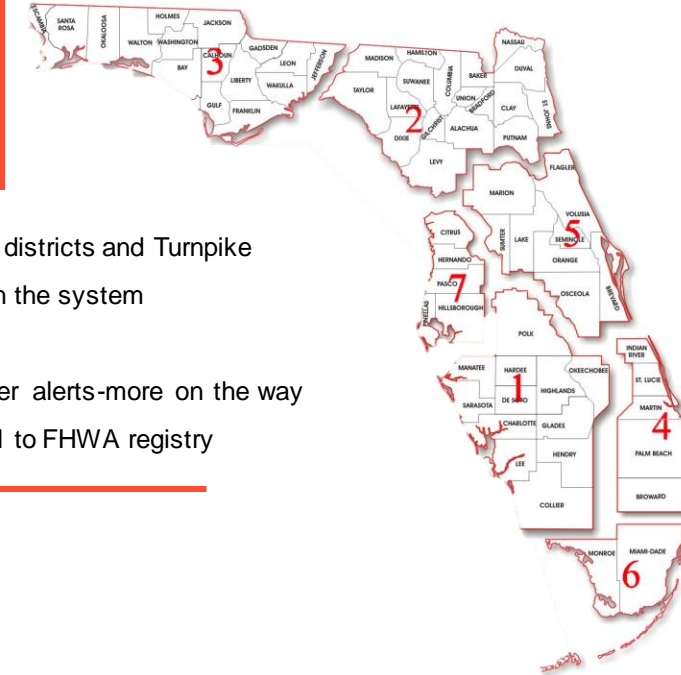 districts and Turnpike
the system
er alerts-more on the way
to FHWA registry
ESCAMBIA
SANTA ROSA
OKALOOSA
WALTON
HOLMES
WASHINGTON
BAY
JACKSON
CALHOUN
3
GULF
LIBERTY
FRANKLIN
GADSDEN
LEON
WAKULLA
JEFFERSON
MADISON
TAYLOR
HAMILTON
SUWANEE
LAFAYETTE
2
DIXIE
GILCHRIST
COLUMBIA
BAKER
UNION
BRADFORD
ALACHUA
LEVY
NASSAU
DUVAL
CLAY
ST. JOHNS
PUTNAM
FLAGLER
MARION
VOLUSIA
SUMTER
LAKE
SEMINOLE
5
ORANGE
OSCEOLA
BREVARD
CITRUS
HERNANDO
PASCO
7
HILLSBOROUGH
POLK
MANATEE
HARDEE
OKEECHOBEE
1
HIGHLANDS
SARASOTA
DE SOTO
CHARLOTTE
GLADES
LEE
HENDRY
COLLIER
INDIAN RIVER
ST. LUCIE
MARTIN
4
PALM BEACH
BROWARD
MONROE
MIAMI-DADE
6